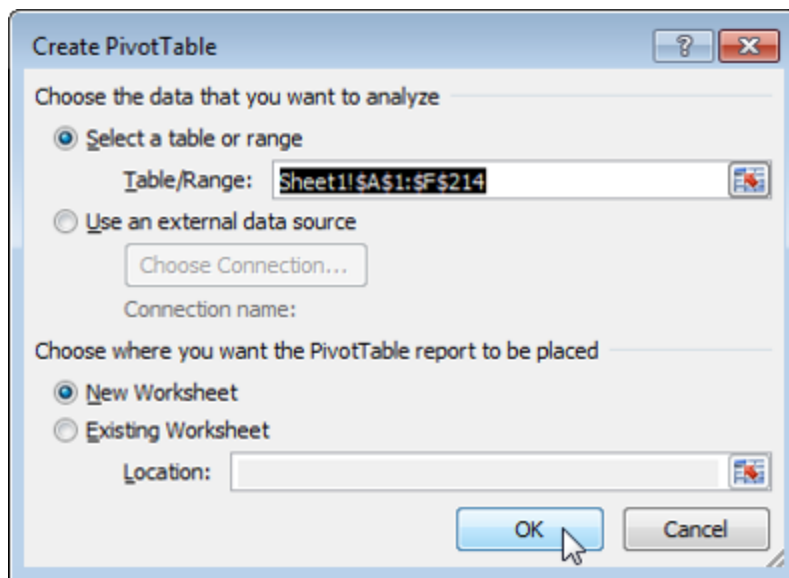 Create PivotTable
?
Choose the data that you want to analyze
Select a table or range
Table/Range: Sheet1!$A$1:$F$214
Use an external data source
Choose Connection...
Connection name:
Choose where you want the PivotTable report to be placed
New Worksheet
Existing Worksheet
Location:
OK Cancel